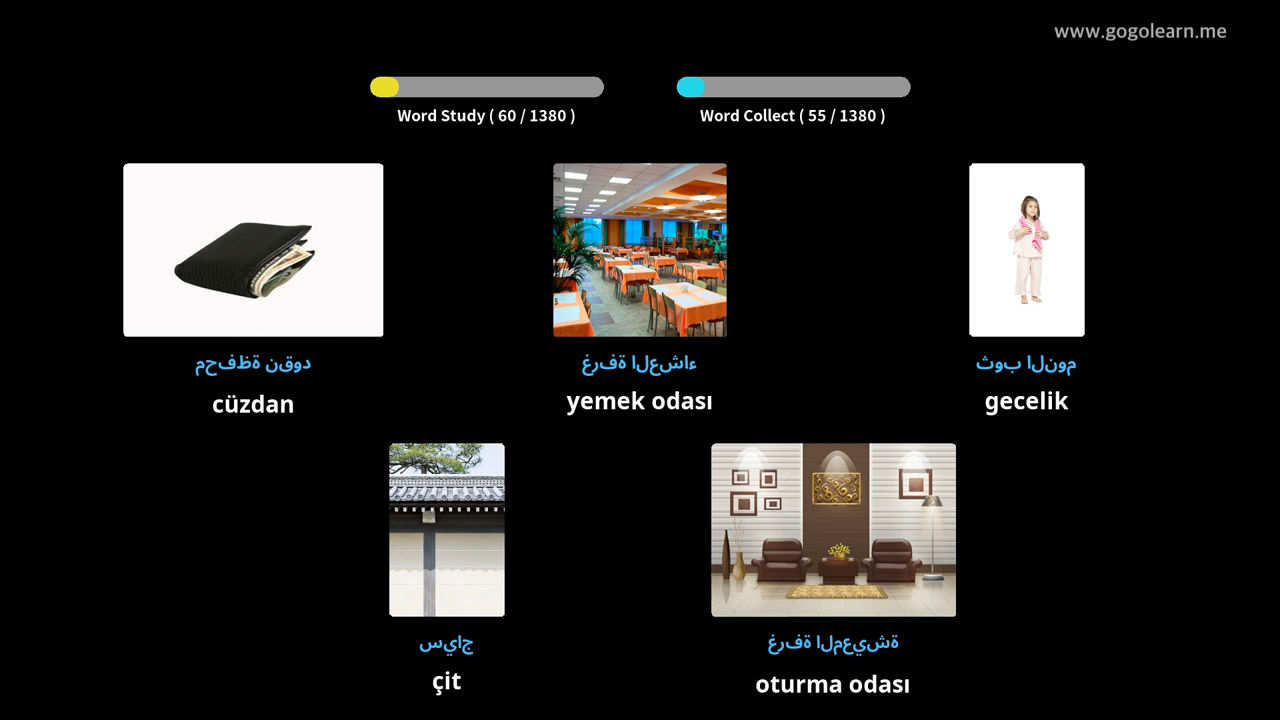 www.gogolearn.me
Word Study ( 60 / 1380 )
Word Collect ( 55 / 1380 )
محفظة نقود
cüzdan
غرفة العشاء
yemek odası
ثوب النوم
gecelik
سياج
çit
غرفة المعيشة
oturma odası